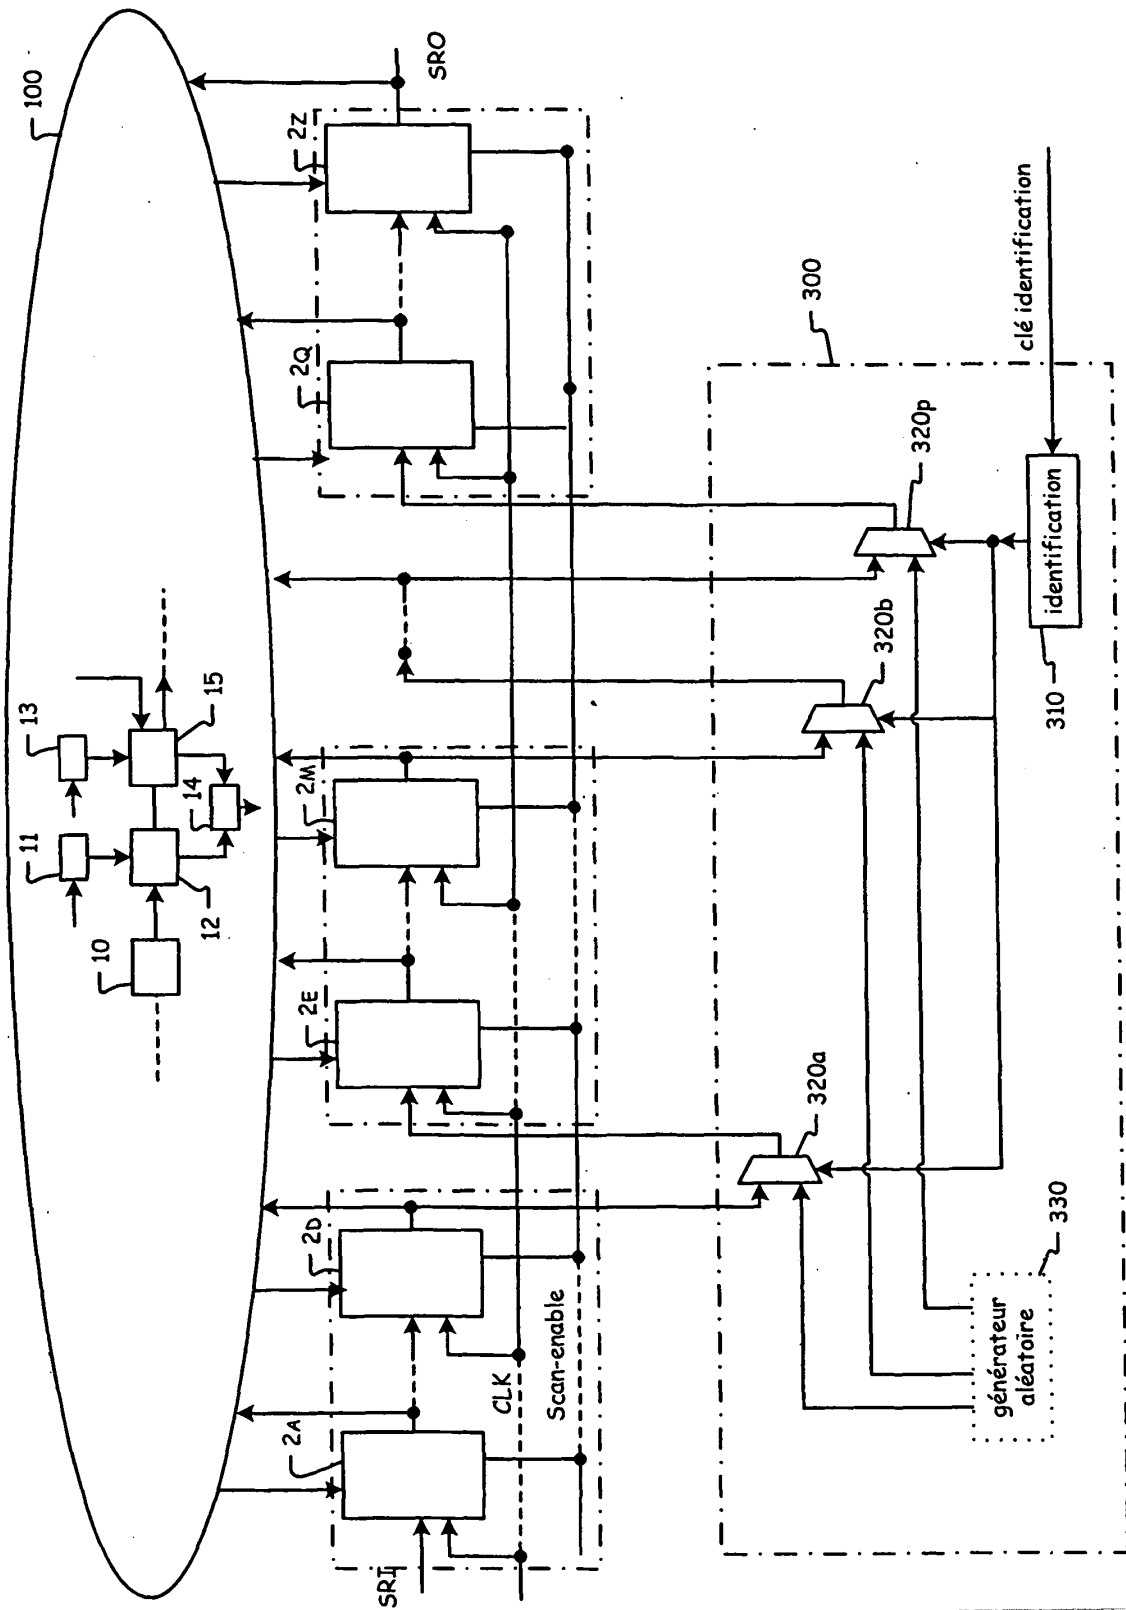 100
10
11
12
13
14
15
SRI
2A
2D
2E
2M
2Q
2Z
SRO
CLK
Scan-enable
300
320a
320b
320p
330
générateur
aléatoire
310
identification
clé identification